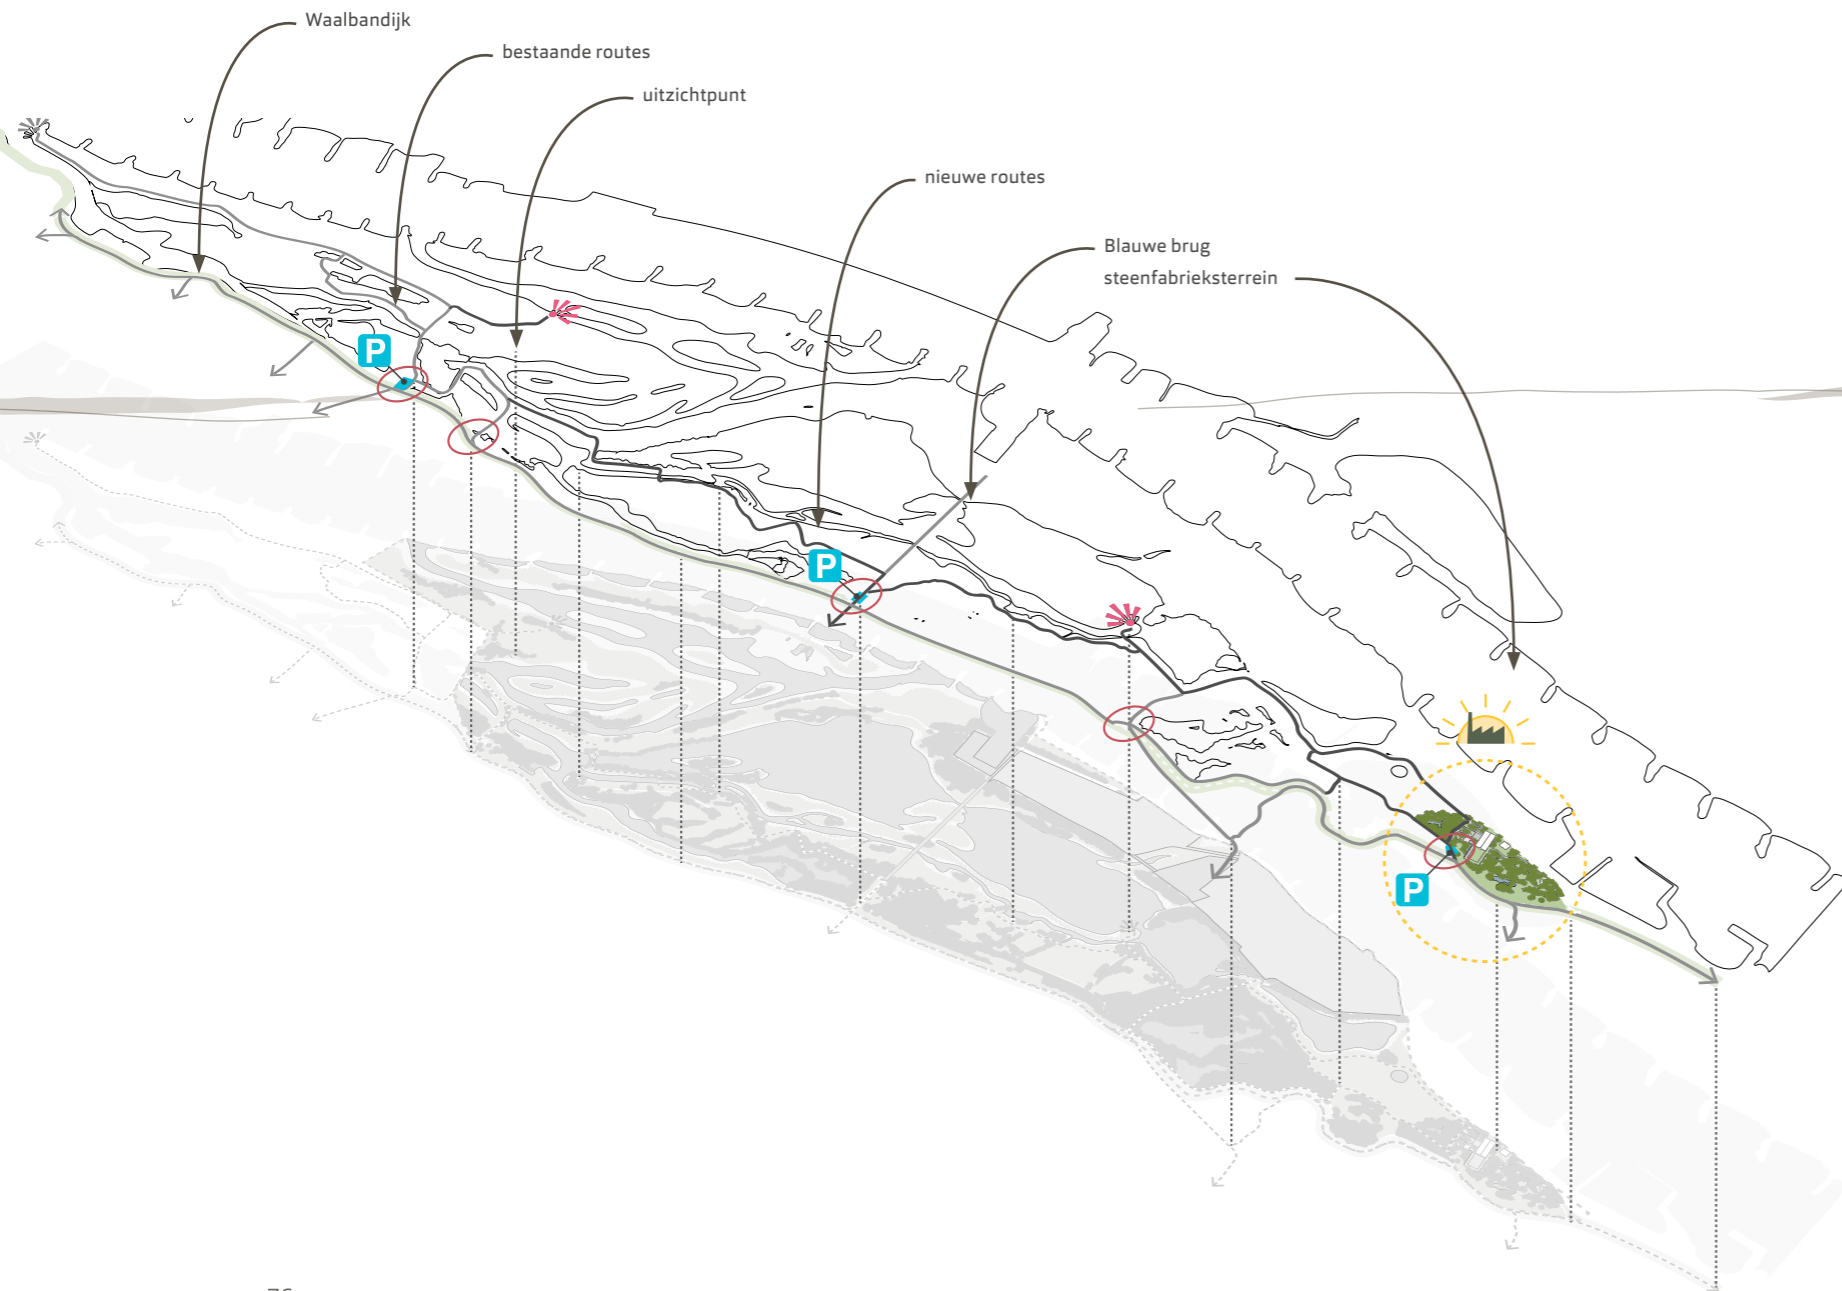 Waalbandijk
bestaande routes
uitzichtpunt
nieuwe routes
Blauwe brug
steenfabrieksterrein
P
P
P